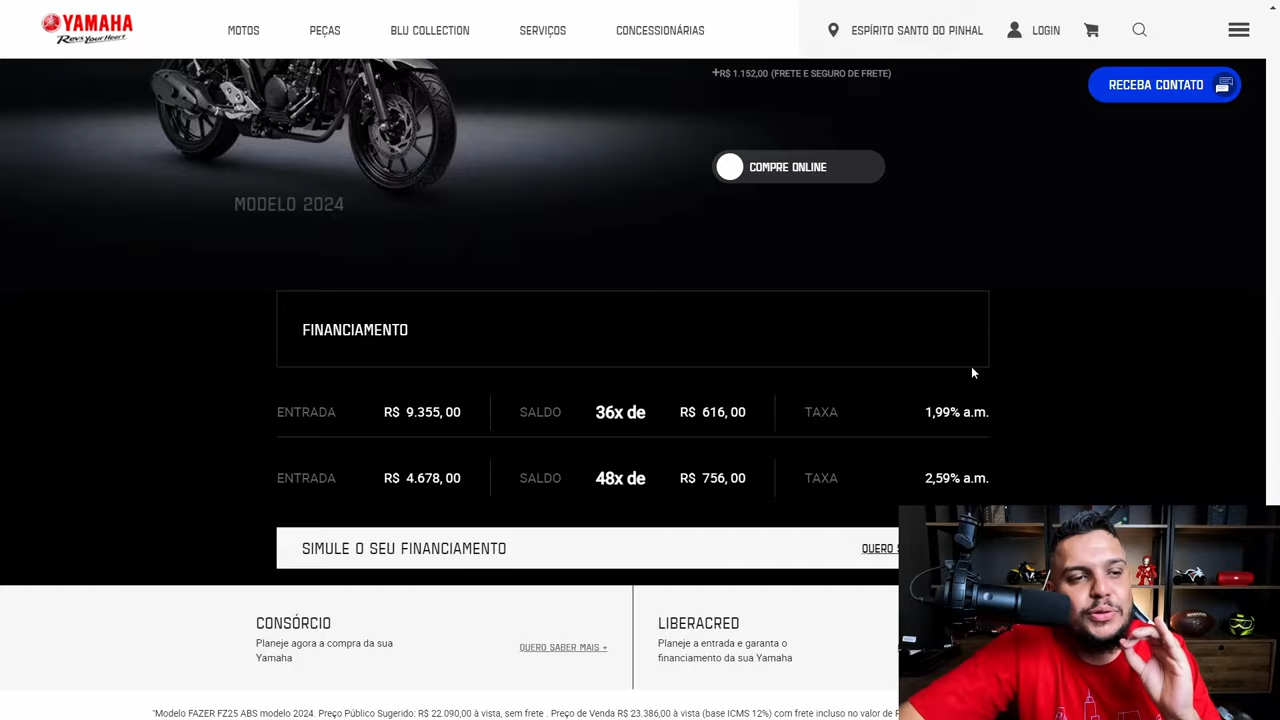 YAMAHA
Revs Your Heart
MOTOS
PEÇAS
BLU COLLECTION
SERVIÇOS
CONCESSIONÁRIAS
ESPÍRITO SANTO DO PINHAL
LOGIN
+R$ 1.152,00 (FRETE E SEGURO DE FRETE)
RECEBA CONTATO
COMPRE ONLINE
MODELO 2024
FINANCIAMENTO
ENTRADA R$ 9.355,00 SALDO 36x de R$ 616,00 TAXA 1,99% a.m.
ENTRADA R$ 4.678,00 SALDO 48x de R$ 756,00 TAXA 2,59% a.m.
SIMULE O SEU FINANCIAMENTO QUERO
CONSÓRCIO
Planeje agora a compra da sua
Yamaha
QUERO SABER MAIS +
LIBERACRED
Planeje a entrada e garanta o
financiamento da sua Yamaha
"Modelo FAZER FZ25 ABS modelo 2024. Preço Público Sugerido: R$ 22.090,00 à vista, sem frete . Preço de Venda R$ 23.386,00 à vista (base ICMS 12%) com frete incluso no valor de